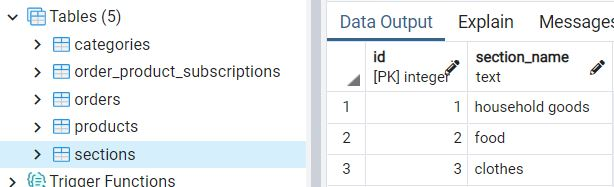 Tables (5)
categories
order_product_subscriptions
orders
products
sections
Trigger Functions
Data Output Explain Messages
id section_name
[PK] integer text
1 1 household goods
2 2 food
3 3 clothes